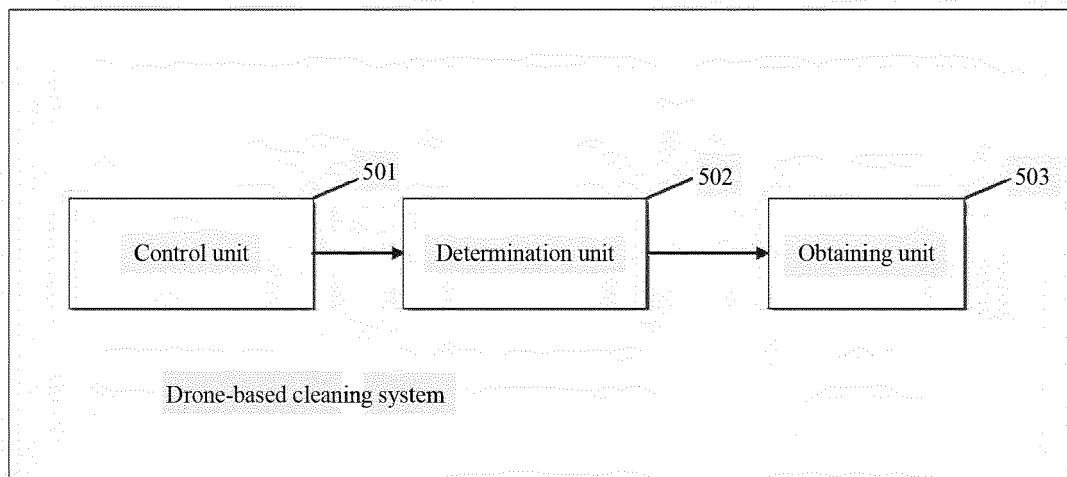 501
502
503
Control unit
Determination unit
Obtaining unit
Drone-based cleaning system